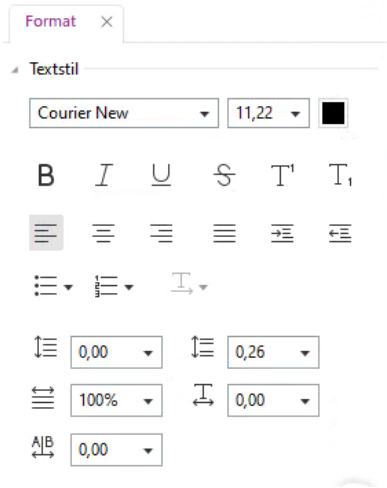 Format
Textstil
Courier New 11,22
B I U S T¹ T₁
0,00 0,26
100% 0,00
A|B 0,00